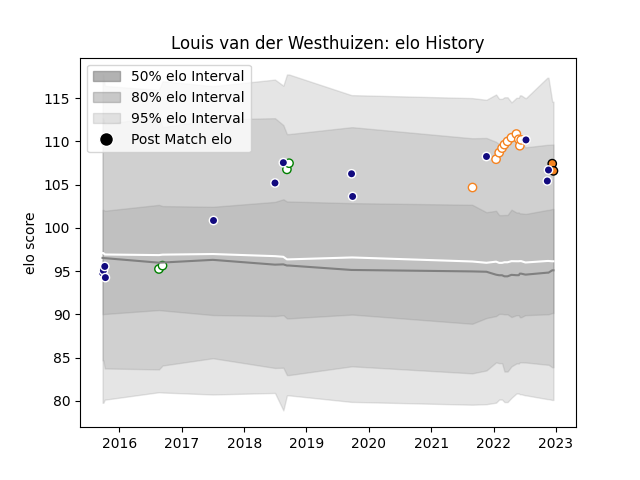 Louis van der Westhuizen: elo History
50% elo Interval
80% elo Interval
95% elo Interval
Post Match elo
elo score
115
110
105
100
95
90
85
80
2016 2017 2018 2019 2020 2021 2022 2023